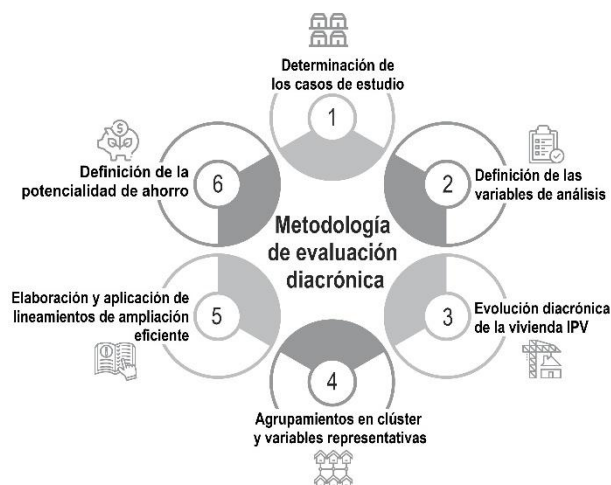 Determinación de
los casos de estudio
1
Definición de las
variables de análisis
2
Evolución diacrónica
de la vivienda IPV
3
Agrupamientos en clúster
y variables representativas
4
Elaboración y aplicación de
lineamientos de ampliación
eficiente
5
Definición de la
potencialidad de ahorro
6
$
Metodología
de evaluación
diacrónica